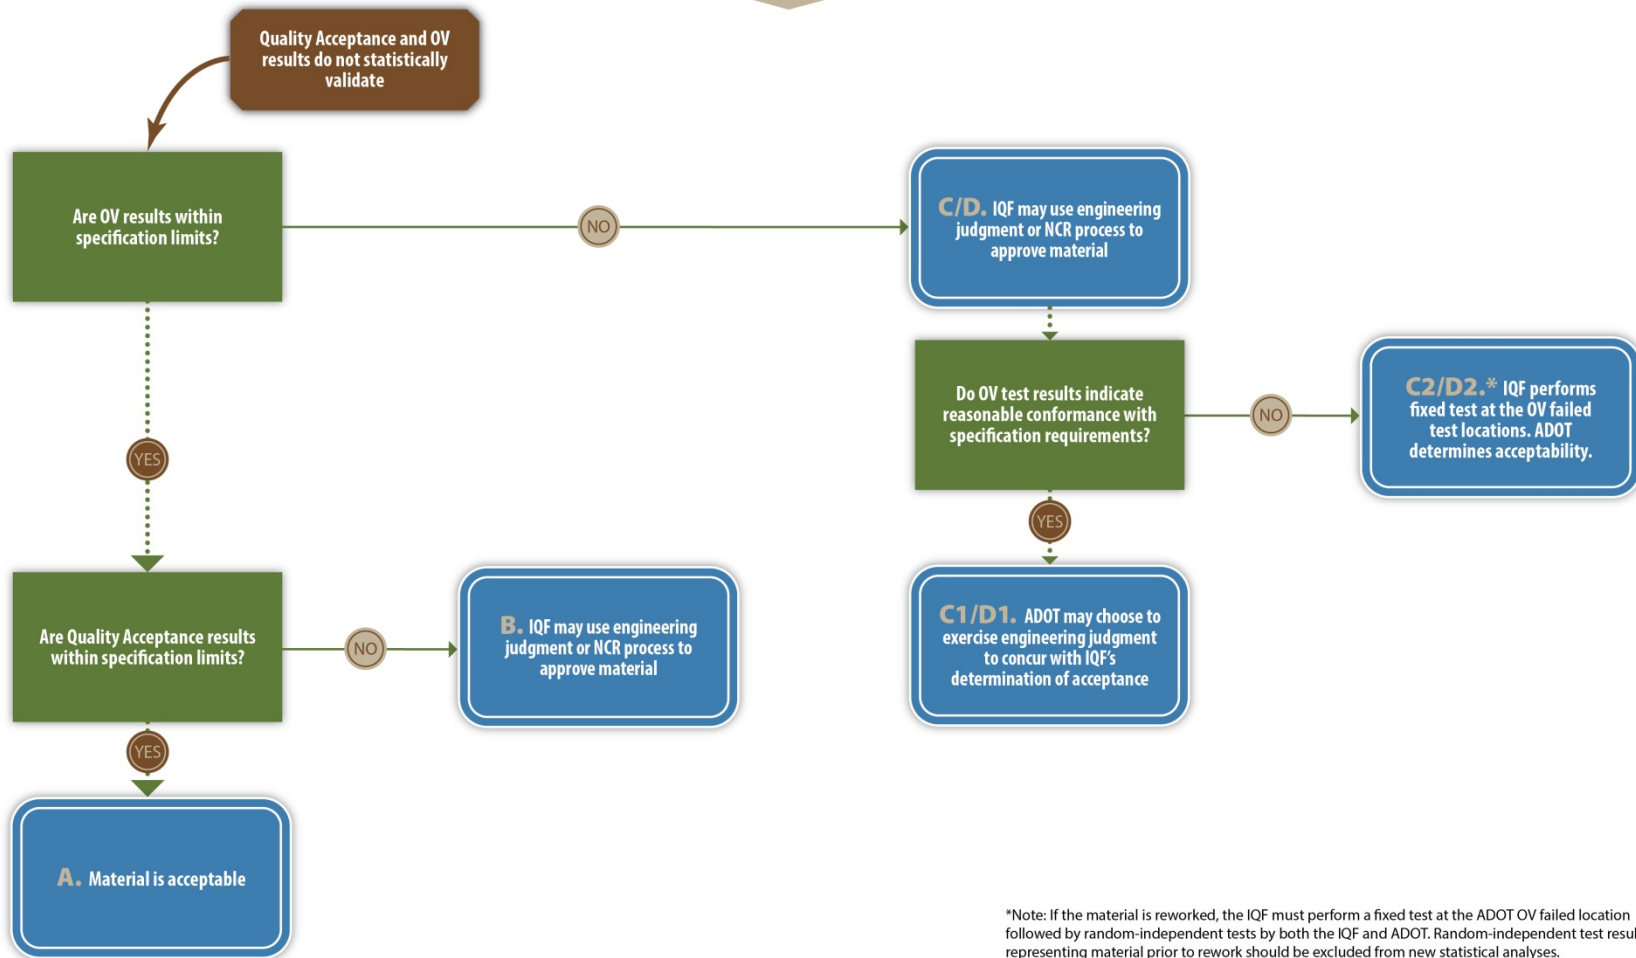 Quality Acceptance and OV
results do not statistically
validate
Are OV results within
specification limits?
NO
C/D. IQF may use engineering
judgment or NCR process to
approve material
Do OV test results indicate
reasonable conformance with
specification requirements?
NO
C2/D2.* IQF performs
fixed test at the OV failed
test locations. ADOT
determines acceptability.
YES
YES
C1/D1. ADOT may choose to
exercise engineering judgment
to concur with IQF's
determination of acceptance
Are Quality Acceptance results
within specification limits?
NO
B. IQF may use engineering
judgment or NCR process to
approve material
YES
A. Material is acceptable
*Note: If the material is reworked, the IQF must perform a fixed test at the ADOT OV failed location
followed by random-independent tests by both the IQF and ADOT. Random-independent test resul
representing material prior to rework should be excluded from new statistical analyses.